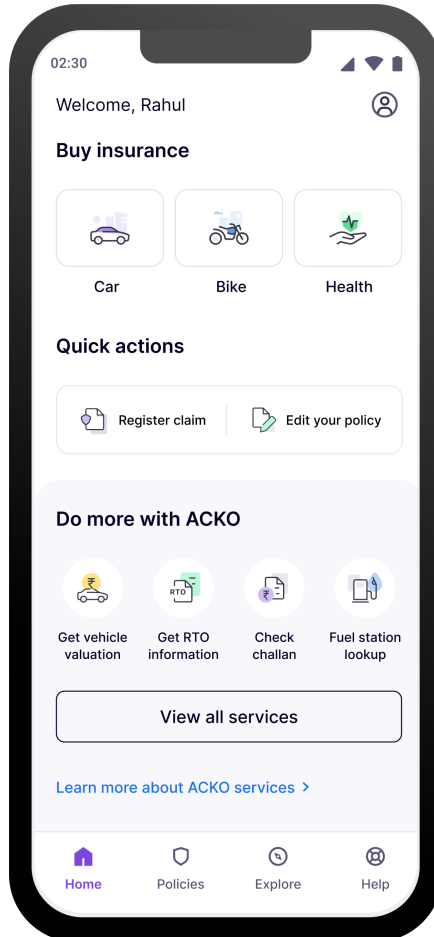 02:30
Welcome, Rahul
Buy insurance
Car
Bike
Health
Quick actions
Register claim
Edit your policy
Do more with ACKO
₹
RTO
₹
Get vehicle
valuation
Get RTO
information
Check
challan
Fuel station
lookup
View all services
Learn more about ACKO services >
Home
Policies
Explore
Help